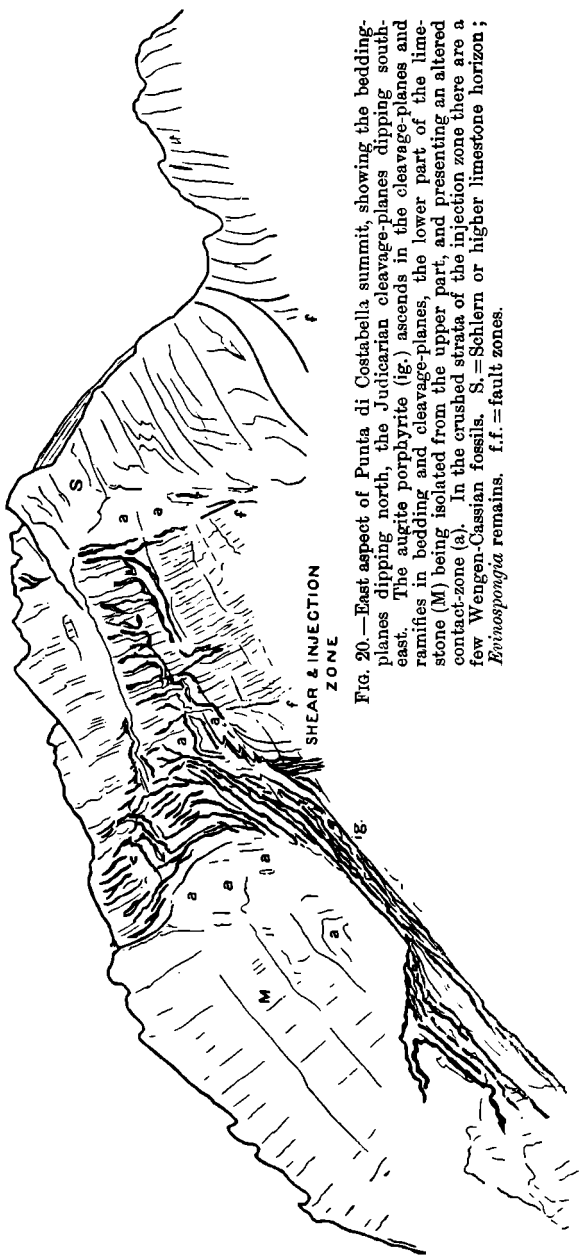 S
a
a
f
f
a
a
f
a
a
a
a
M
ig.
SHEAR & INJECTION
ZONE
FIG. 20.—East aspect of Punta di Costabella summit, showing the bedding-
planes dipping north, the Judicarian cleavage-planes dipping south-
east. The augite porphyrite (ig.) ascends in the cleavage-planes and
ramifies in bedding and cleavage-planes, the lower part of the lime-
stone (M) being isolated from the upper part, and presenting an altered
contact-zone (a). In the crushed strata of the injection zone there are a
few Wengen-Cassian fossils. S.=Schlern or higher limestone horizon;
Evinospongia remains. f.f.=fault zones.